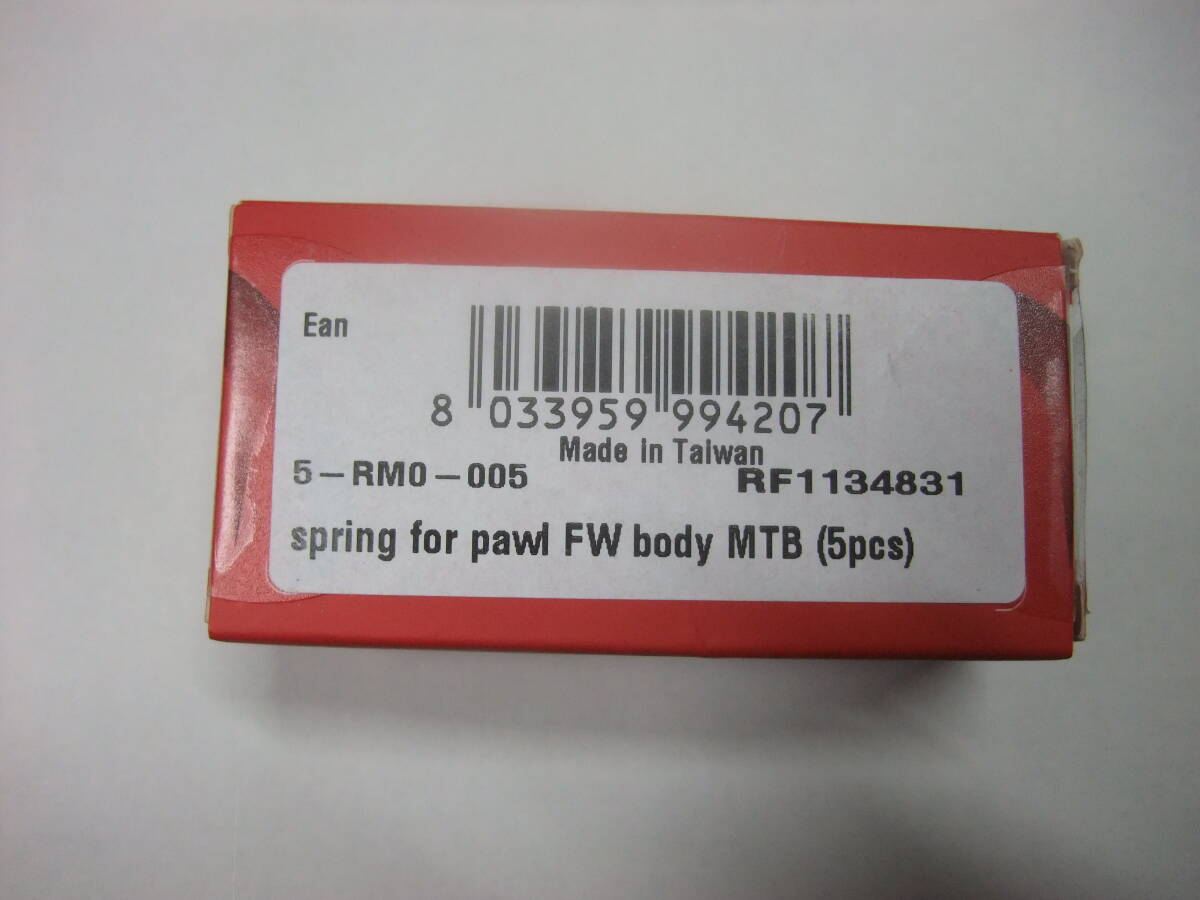 Ean
8 033959 994207
Made in Taiwan
5-RM0-005 RF1134831
spring for pawl FW body MTB (5pcs)